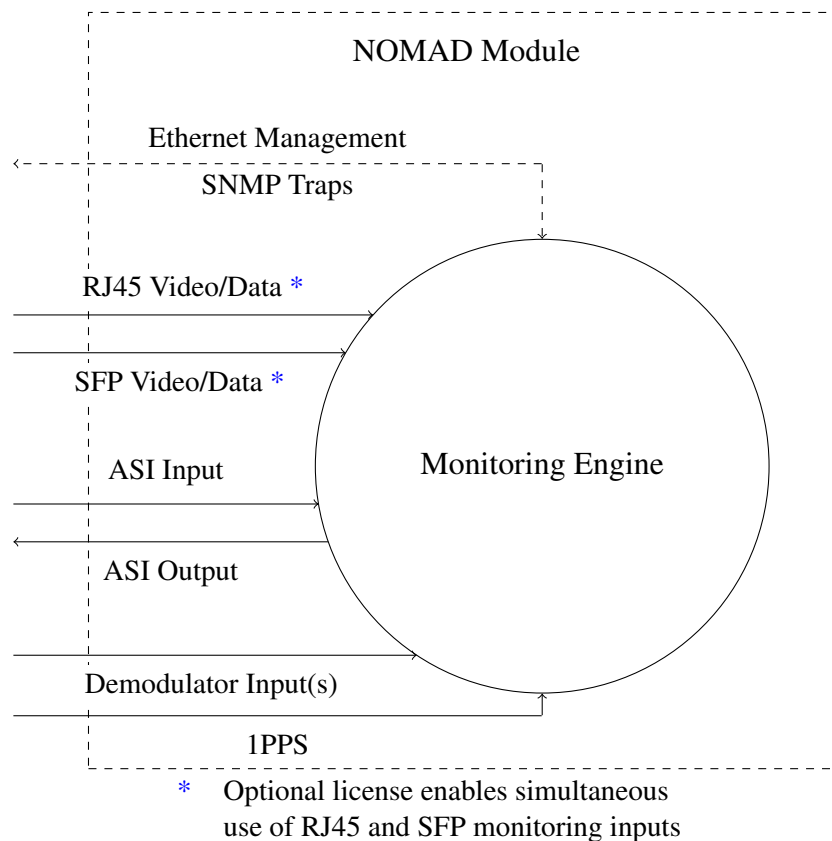 NOMAD Module
Ethernet Management
SNMP Traps
RJ45 Video/Data *
SFP Video/Data *
ASI Input
Monitoring Engine
ASI Output
Demodulator Input(s)
1PPS
* Optional license enables simultaneous
use of RJ45 and SFP monitoring inputs